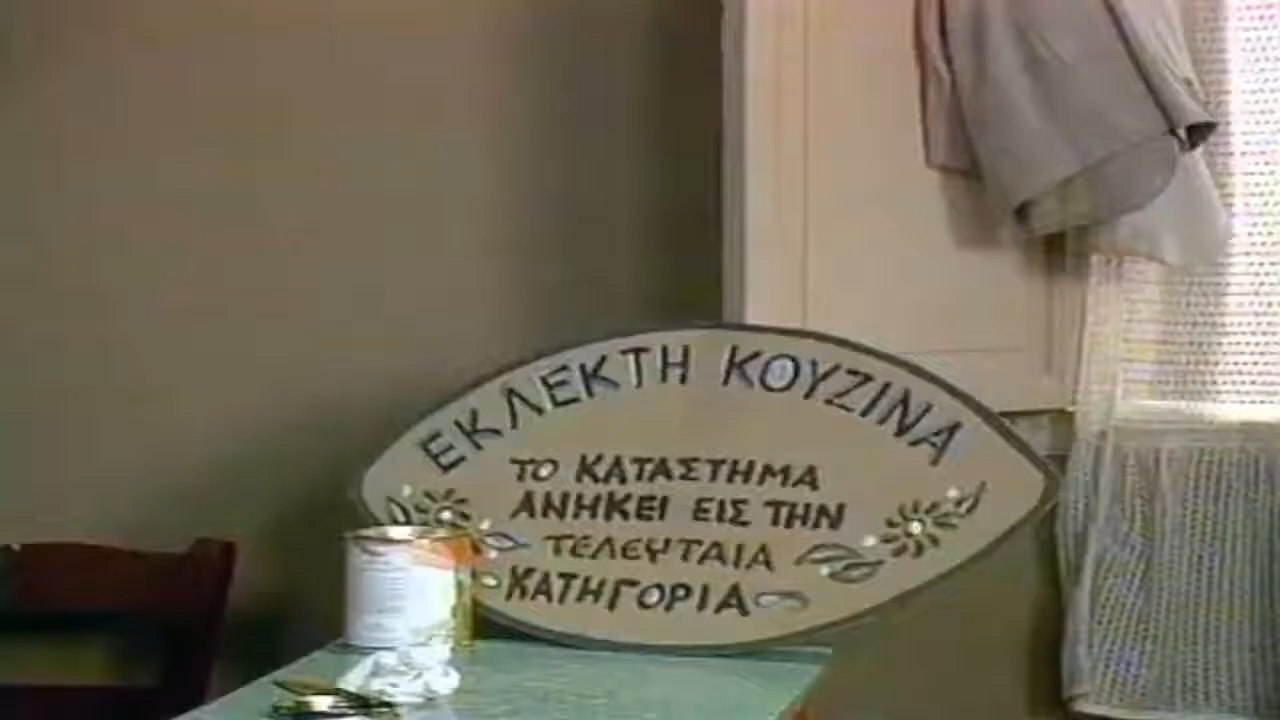 ΕΚΛΕΚΤΗ ΚΟΥΖΙΝΑ
ΤΟ ΚΑΤΑΣΤΗΜΑ
ΑΝΗΚΕΙ ΕΙΣ ΤΗΝ
ΤΕΛΕΥΤΑΙΑ
ΚΑΤΗΓΟΡΙΑ